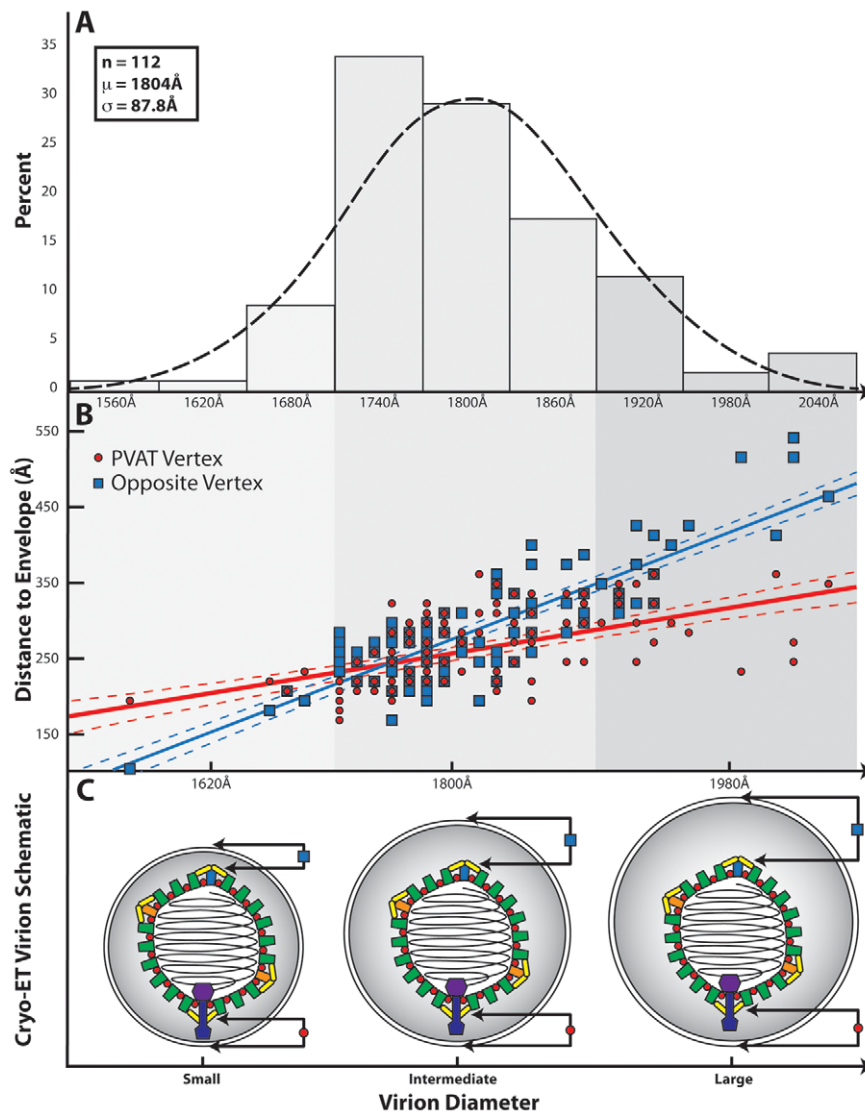 A
n = 112
μ = 1804Å
σ = 87.8Å
Percent
35
30
25
20
15
10
5
0
1560Å 1620Å 1680Å 1740Å 1800Å 1860Å 1920Å 1980Å 2040Å
B
PVAT Vertex
Opposite Vertex
Distance to Envelope (Å)
550
450
350
250
150
1620Å 1800Å 1980Å
C
Cryo-ET Virion Schematic
Small Intermediate Large
Virion Diameter